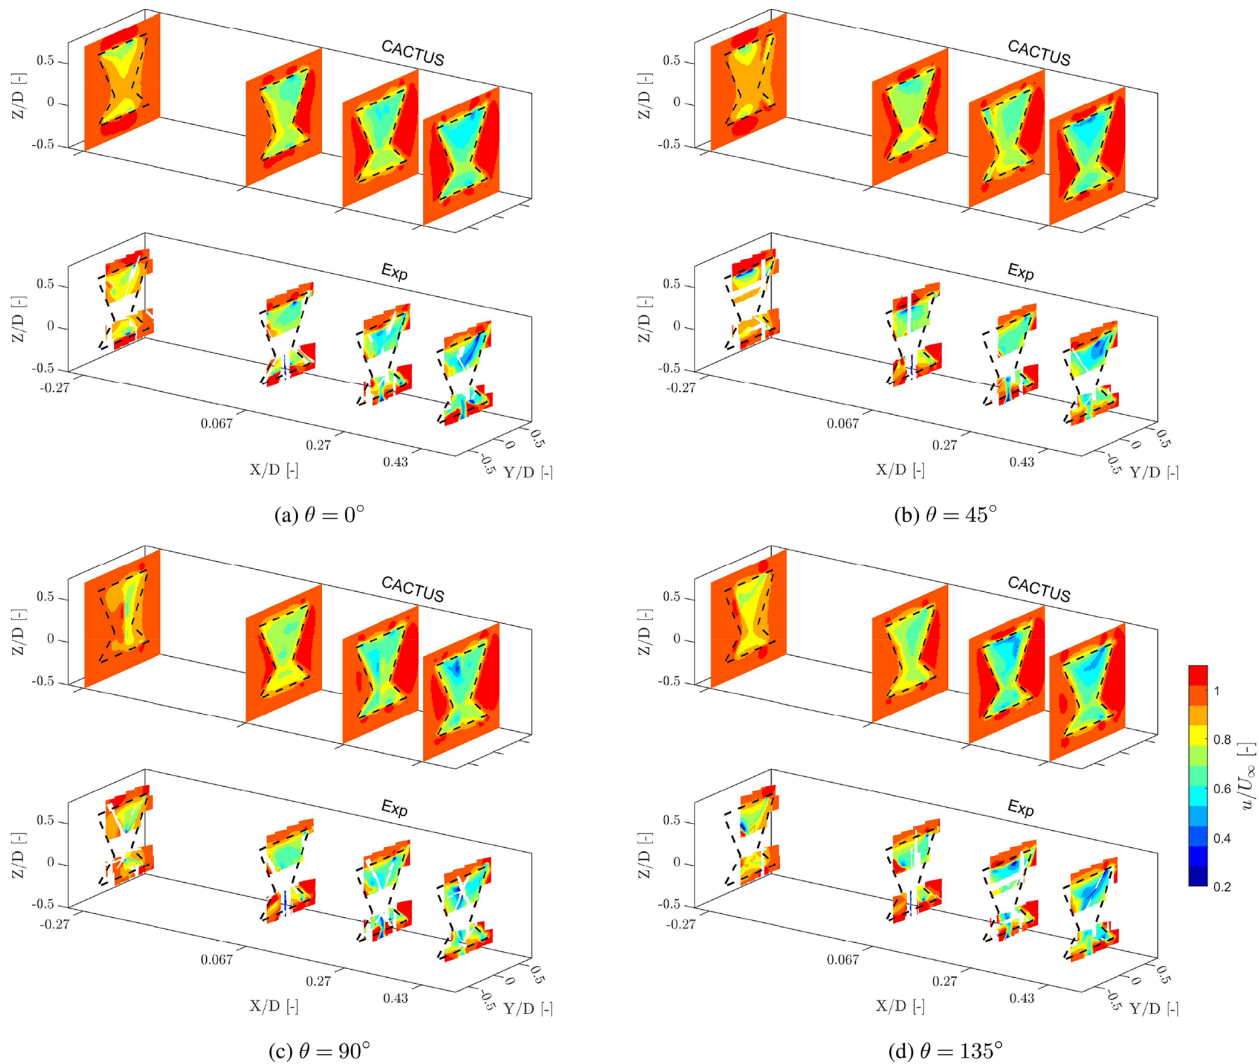 CACTUS
Z/D [-]
0.5
0
-0.5
Exp
Z/D [-]
0.5
0
-0.5
-0.27
0.067
0.27
0.43
X/D [-]
-0.5
0
0.5
Y/D [-]
(a) θ = 0°
CACTUS
Z/D [-]
0.5
0
-0.5
Exp
Z/D [-]
0.5
0
-0.5
-0.27
0.067
0.27
0.43
X/D [-]
-0.5
0
0.5
Y/D [-]
(b) θ = 45°
CACTUS
Z/D [-]
0.5
0
-0.5
Exp
Z/D [-]
0.5
0
-0.5
-0.27
0.067
0.27
0.43
X/D [-]
-0.5
0
0.5
Y/D [-]
(c) θ = 90°
CACTUS
Z/D [-]
0.5
0
-0.5
Exp
Z/D [-]
0.5
0
-0.5
-0.27
0.067
0.27
0.43
X/D [-]
-0.5
0
0.5
Y/D [-]
(d) θ = 135°
1
0.8
0.6
0.4
0.2
u/U∞ [-]